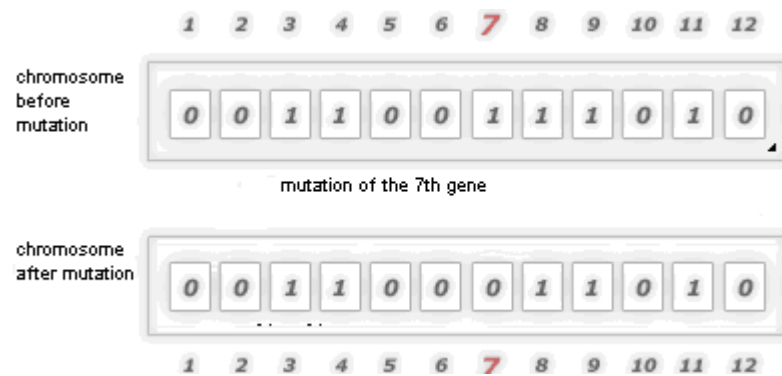 1 2 3 4 5 6 7 8 9 10 11 12
chromosome
before
mutation
0 0 1 1 0 0 1 1 1 0 1 0
mutation of the 7th gene
chromosome
after mutation
0 0 1 1 0 0 0 1 1 0 1 0
1 2 3 4 5 6 7 8 9 10 11 12